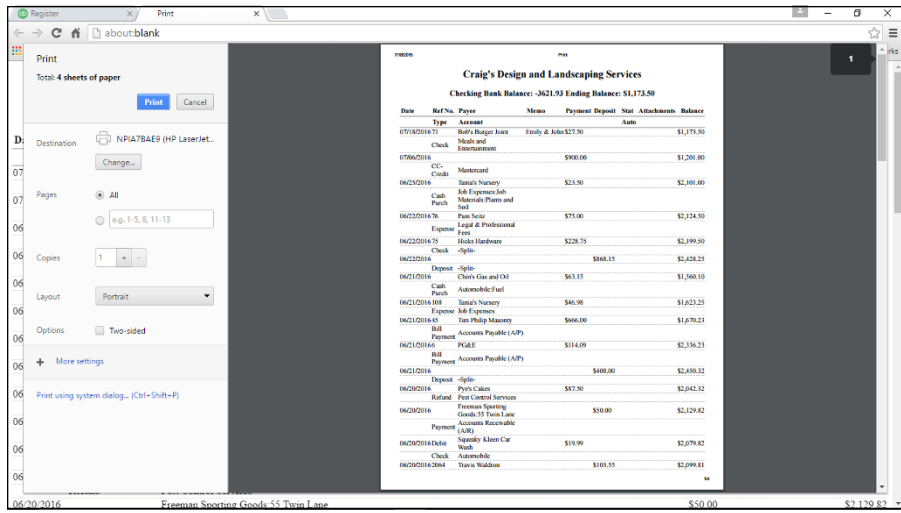 Register
Print
about:blank
rks
Print
Total: 4 sheets of paper
Print Cancel
Destination NPIA7BAE9 (HP LaserJet...
Change...
Pages All
e.g. 1-5, 8, 11-13
Copies 1 + -
Layout Portrait
Options Two-sided
+ More settings
Print using system dialog... (Ctrl+Shift+P)
1
7/18/2016 Print
Craig's Design and Landscaping Services
Checking Bank Balance: -3621.93 Ending Balance: $1,173.50
Date Ref No. Payee Memo Payment Deposit Stat Attachments Balance
Type Account Auto
07/18/2016 71 Bob's Burger Joint Emily & John $27.50 $1,173.50
Check Meals and
Entertainment
07/06/2016 $900.00 $1,201.00
CC-
Credit Mastercard
06/25/2016 Tania's Nursery $23.50 $2,101.00
Cash
Purch
Job Expenses:Job
Materials:Plants and
Soil
06/22/2016 76 Pam Seitz $75.00 $2,124.50
Expense Legal & Professional
Fees
06/22/2016 75 Hicks Hardware $228.75 $2,199.50
Check -Split-
06/22/2016 $868.15 $2,428.25
Deposit -Split-
06/21/2016 Chin's Gas and Oil $63.15 $1,560.10
Cash
Purch Automobile:Fuel
06/21/2016 108 Tania's Nursery $46.98 $1,623.25
Expense Job Expenses
06/21/2016 45 Tim Philip Masonry $666.00 $1,670.23
Bill
Payment Accounts Payable (A/P)
06/21/2016 6 PG&E $114.09 $2,336.23
Bill
Payment Accounts Payable (A/P)
06/21/2016 $408.00 $2,450.32
Deposit -Split-
06/20/2016 Pye's Cakes $87.50 $2,042.32
Refund Pest Control Services
06/20/2016 Freeman Sporting
Goods:55 Twin Lane $50.00 $2,129.82
Payment Accounts Receivable
(A/R)
06/20/2016 Debit Squeaky Kleen Car
Wash $19.99 $2,079.82
Check Automobile
06/20/2016 2064 Travis Waldron $103.55 $2,099.81
1/4
06/20/2016 Freeman Sporting Goods:55 Twin Lane $50.00 $2,129.82